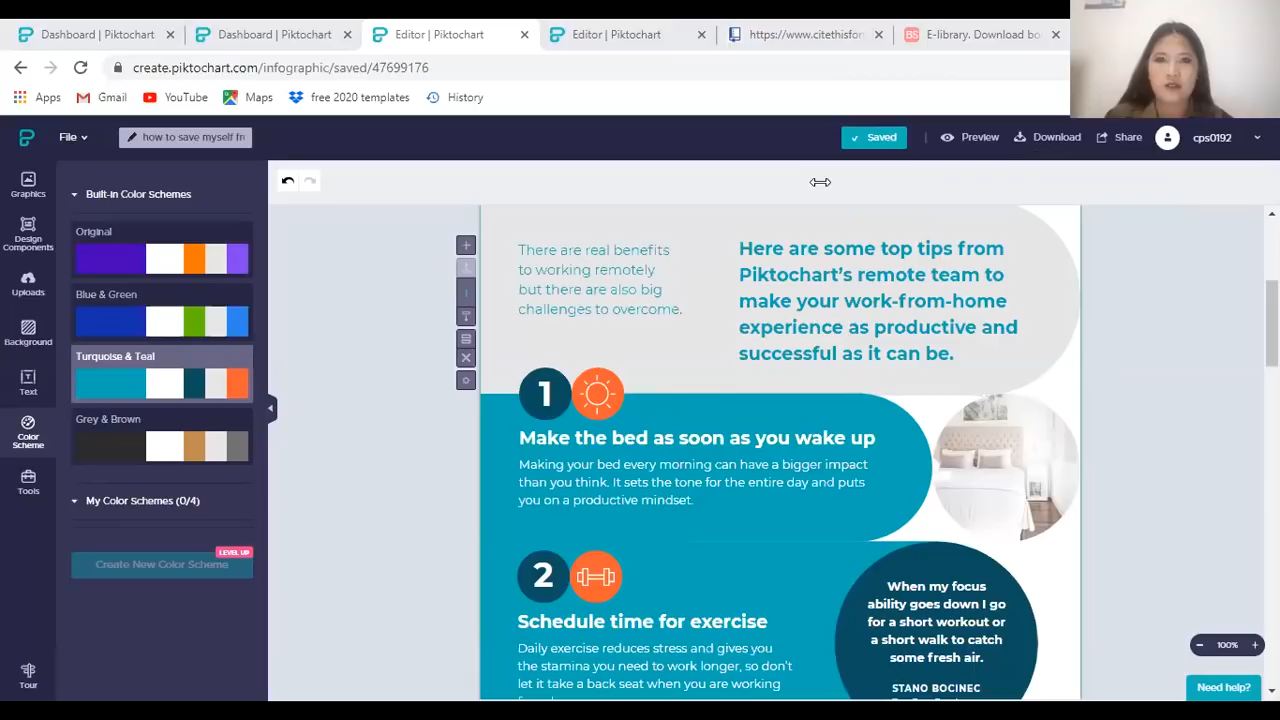 Dashboard | Piktochart
Dashboard | Piktochart
Editor | Piktochart
Editor | Piktochart
https://www.citethisfor
E-library. Download bo
create.piktochart.com/infographic/saved/47699176
Apps
Gmail
YouTube
Maps
free 2020 templates
History
File
how to save myself fr
Saved
Preview
Download
Share
cps0192
Graphics
Design
Components
Uploads
Background
Text
Color
Scheme
Tools
Tour
Built-In Color Schemes
Original
Blue & Green
Turquoise & Teal
Grey & Brown
My Color Schemes (0/4)
LEVEL UP
Create New Color Scheme
There are real benefits
to working remotely
but there are also big
challenges to overcome.
Here are some top tips from
Piktochart's remote team to
make your work-from-home
experience as productive and
successful as it can be.
1
Make the bed as soon as you wake up
Making your bed every morning can have a bigger impact
than you think. It sets the tone for the entire day and puts
you on a productive mindset.
2
Schedule time for exercise
Daily exercise reduces stress and gives you
the stamina you need to work longer, so don't
let it take a back seat when you are working
When my focus
ability goes down I go
for a short workout or
a short walk to catch
some fresh air.
STANO BOCINEC
100%
Need help?